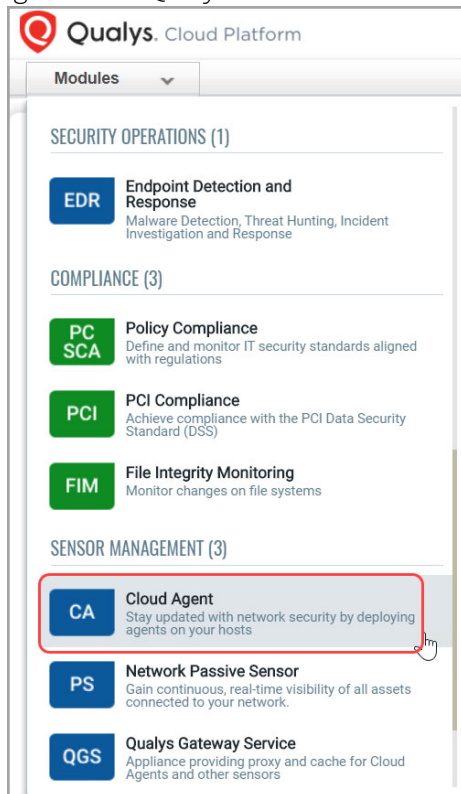 Qualys. Cloud Platform
Modules
SECURITY OPERATIONS (1)
EDR
Endpoint Detection and
Response
Malware Detection, Threat Hunting, Incident
Investigation and Response
COMPLIANCE (3)
PC
SCA
Policy Compliance
Define and monitor IT security standards aligned
with regulations
PCI
PCI Compliance
Achieve compliance with the PCI Data Security
Standard (DSS)
FIM
File Integrity Monitoring
Monitor changes on file systems
SENSOR MANAGEMENT (3)
CA
Cloud Agent
Stay updated with network security by deploying
agents on your hosts
PS
Network Passive Sensor
Gain continuous, real-time visibility of all assets
connected to your network.
QGS
Qualys Gateway Service
Appliance providing proxy and cache for Cloud
Agents and other sensors